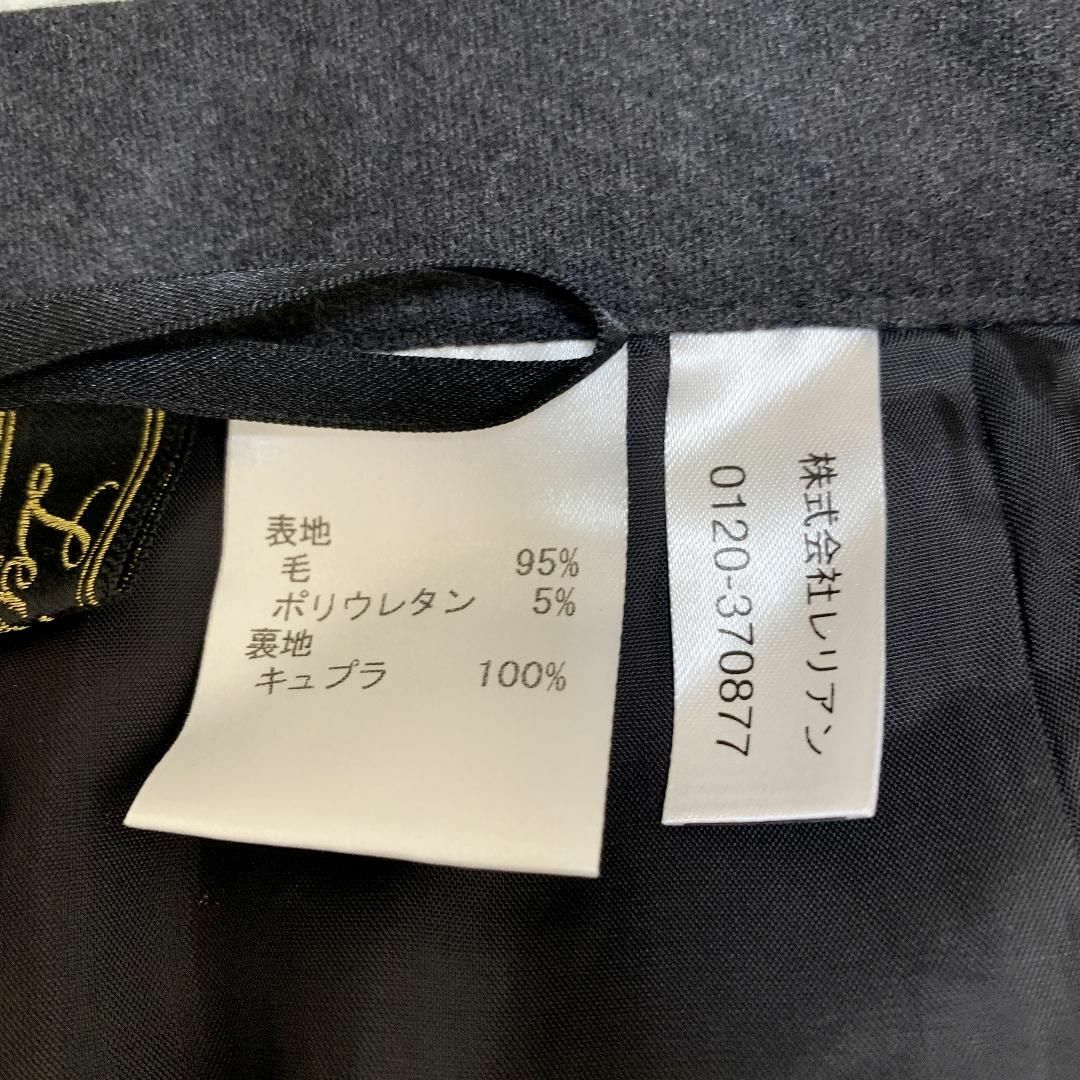 表地
毛 95%
ポリウレタン 5%
裏地
キュプラ 100%
株式会社レリアン
0120-370877